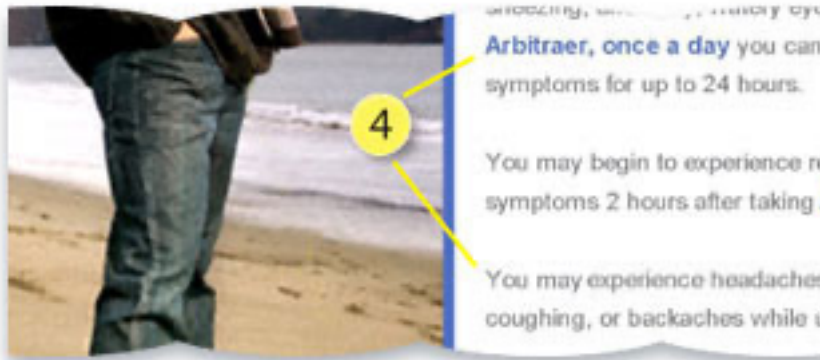 sneezing,
Arbitraer, once a day you can
symptoms for up to 24 hours.
You may begin to experience
symptoms 2 hours after taking
You may experience headaches
coughing, or backaches while
4